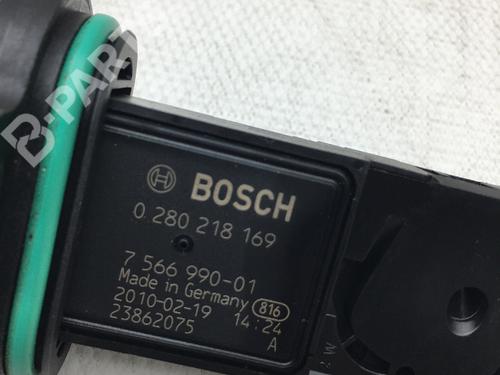 B-PARTS
BOSCH
0 280 218 169
7 566 990-01
Made in Germany 816
2010-02-19 14:24
23862075 A